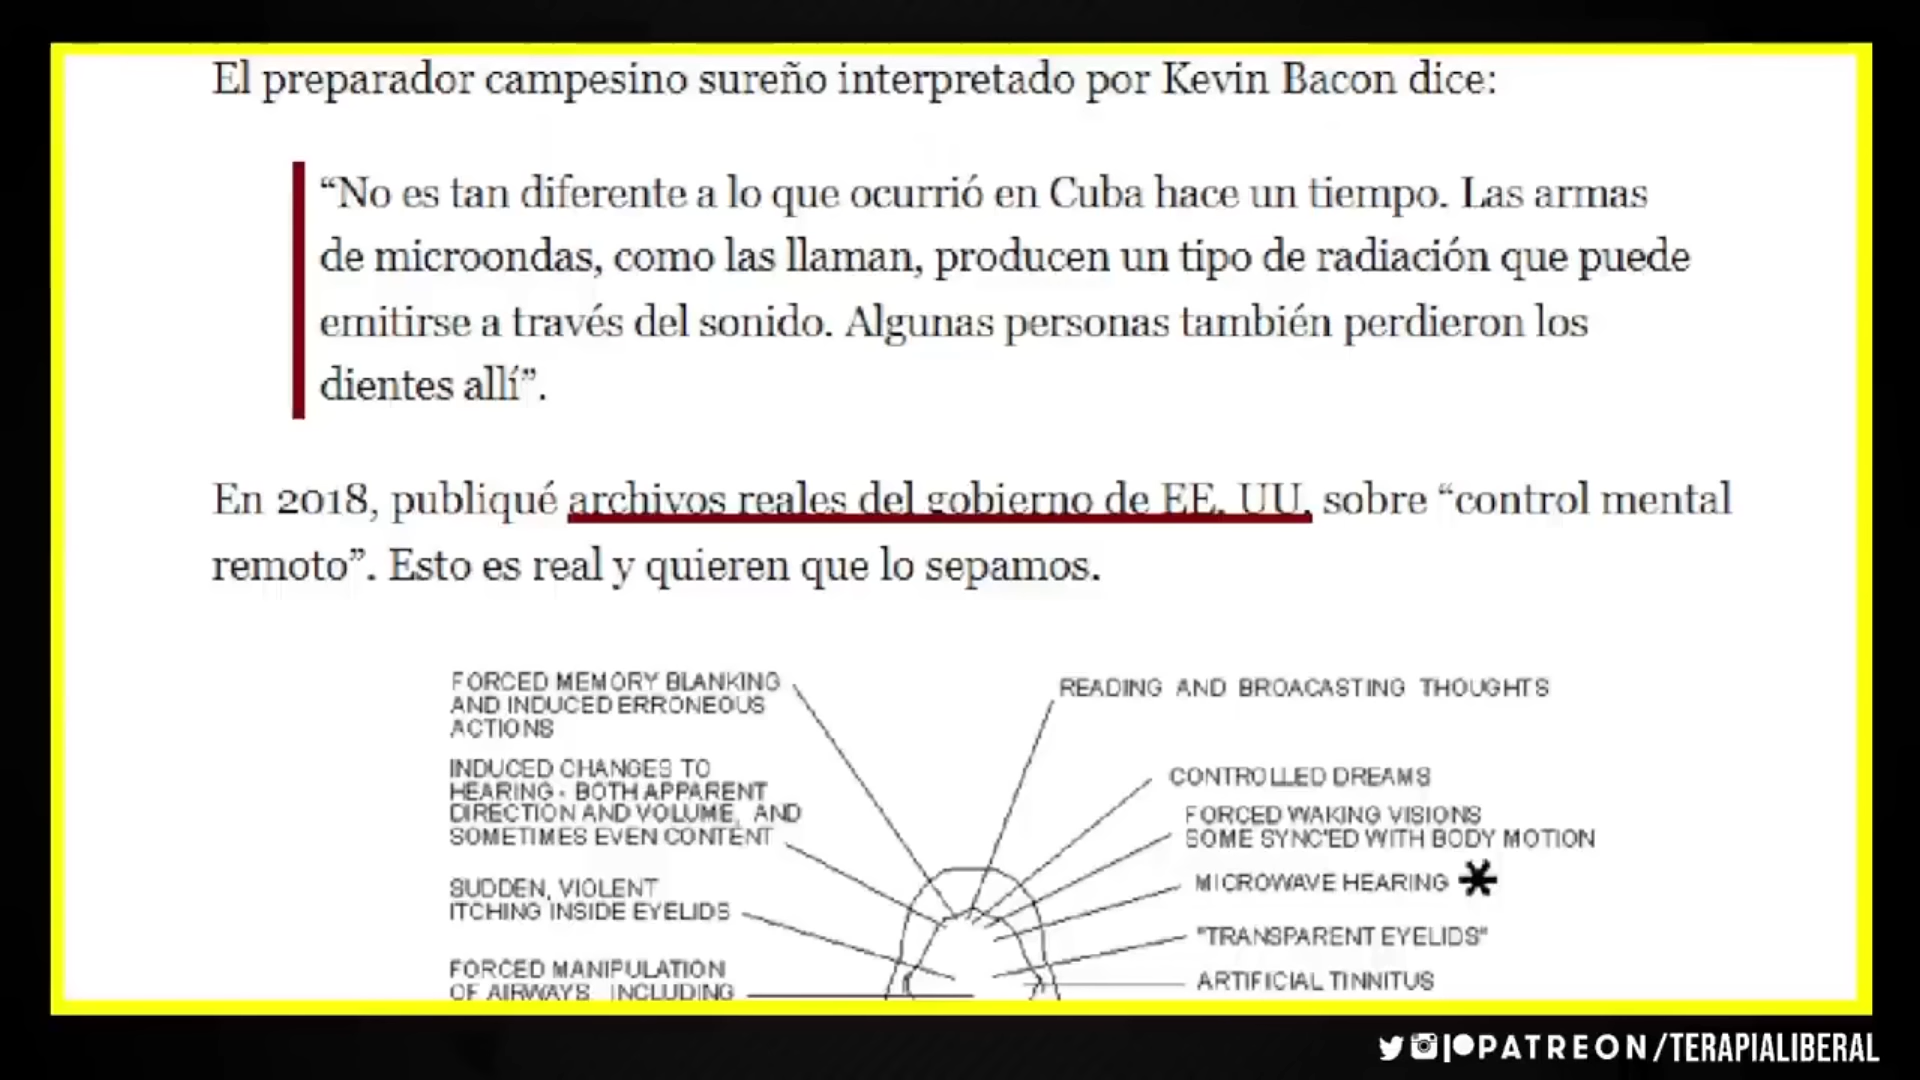 El preparador campesino sureño interpretado por Kevin Bacon dice:
“No es tan diferente a lo que ocurrió en Cuba hace un tiempo. Las armas
de microondas, como las llaman, producen un tipo de radiación que puede
emitirse a través del sonido. Algunas personas también perdieron los
dientes allí”.
En 2018, publiqué archivos reales del gobierno de EE. UU. sobre “control mental
remoto”. Esto es real y quieren que lo sepamos.
FORCED MEMORY BLANKING
AND INDUCED ERRONEOUS
ACTIONS
INDUCED CHANGES TO
HEARING - BOTH APPARENT
DIRECTION AND VOLUME, AND
SOMETIMES EVEN CONTENT
SUDDEN, VIOLENT
ITCHING INSIDE EYELIDS
FORCED MANIPULATION
OF AIRWAYS INCLUDING
READING AND BROACASTING THOUGHTS
CONTROLLED DREAMS
FORCED WAKING VISIONS
SOME SYNC'ED WITH BODY MOTION
MICROWAVE HEARING *
"TRANSPARENT EYELIDS"
ARTIFICIAL TINNITUS
PATREON/TERAPIALIBERAL